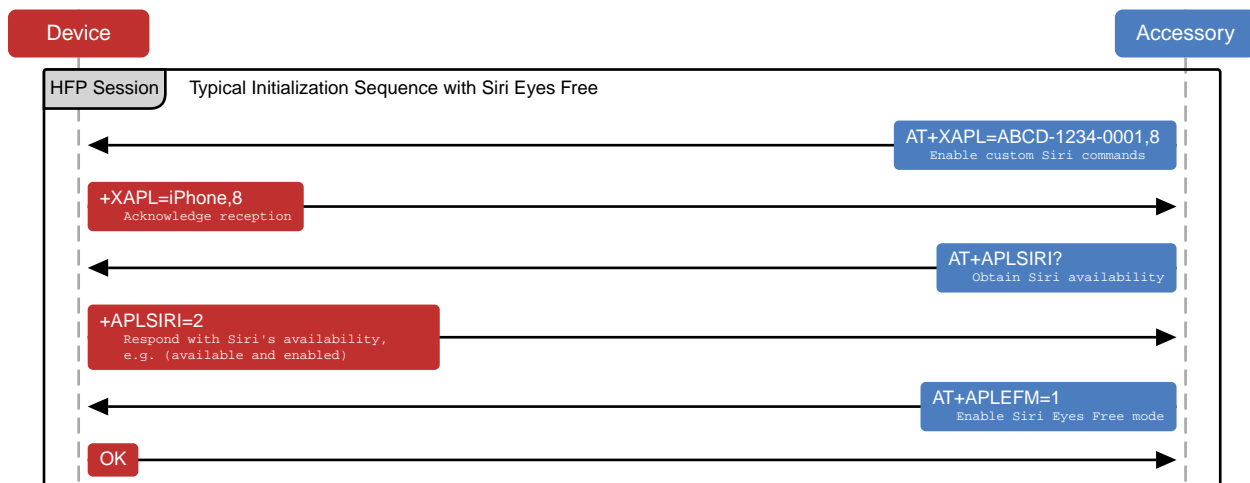 Device
Accessory
HFP Session
Typical Initialization Sequence with Siri Eyes Free
AT+XAPL=ABCD-1234-0001,8
Enable custom Siri commands
+XAPL=iPhone,8
Acknowledge reception
AT+APLSIRI?
Obtain Siri availability
+APLSIRI=2
Respond with Siri's availability,
e.g. (available and enabled)
AT+APLEFM=1
Enable Siri Eyes Free mode
OK